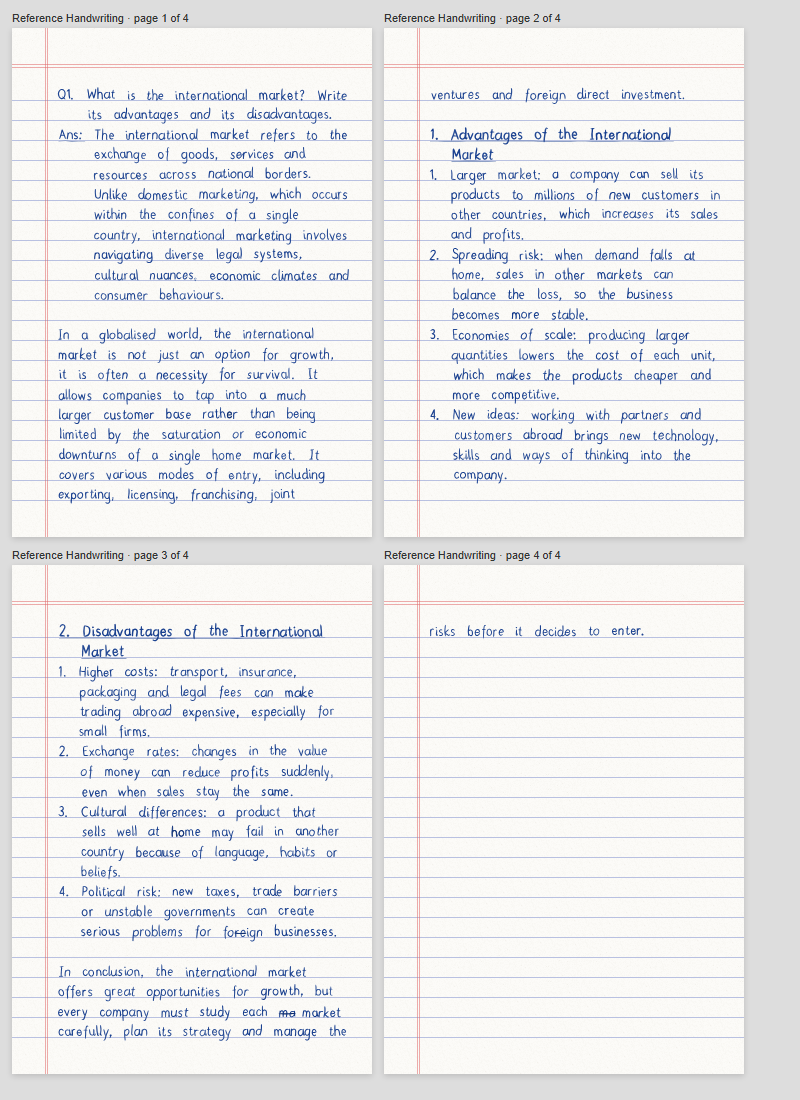 Reference Handwriting · page 1 of 4
Q1. What is the international market? Write
its advantages and its disadvantages.
Ans: The international market refers to the
exchange of goods, services and
resources across national borders.
Unlike domestic marketing, which occurs
within the confines of a single
country, international marketing involves
navigating diverse legal systems,
cultural nuances, economic climates and
consumer behaviours.
In a globalised world, the international
market is not just an option for growth,
it is often a necessity for survival. It
allows companies to tap into a much
larger customer base rather than being
limited by the saturation or economic
downturns of a single home market. It
covers various modes of entry, including
exporting, licensing, franchising, joint
Reference Handwriting · page 2 of 4
ventures and foreign direct investment.
1. Advantages of the International
Market
1. Larger market: a company can sell its
products to millions of new customers in
other countries, which increases its sales
and profits.
2. Spreading risk: when demand falls at
home, sales in other markets can
balance the loss, so the business
becomes more stable.
3. Economies of scale: producing larger
quantities lowers the cost of each unit,
which makes the products cheaper and
more competitive.
4. New ideas: working with partners and
customers abroad brings new technology,
skills and ways of thinking into the
company.
Reference Handwriting · page 3 of 4
2. Disadvantages of the International
Market
1. Higher costs: transport, insurance,
packaging and legal fees can make
trading abroad expensive, especially for
small firms.
2. Exchange rates: changes in the value
of money can reduce profits suddenly,
even when sales stay the same.
3. Cultural differences: a product that
sells well at home may fail in another
country because of language, habits or
beliefs.
4. Political risk: new taxes, trade barriers
or unstable governments can create
serious problems for foreign businesses.
In conclusion, the international market
offers great opportunities for growth, but
every company must study each ma market
carefully, plan its strategy and manage the
Reference Handwriting · page 4 of 4
risks before it decides to enter.